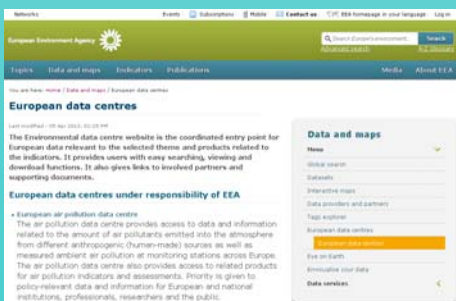 Networks Events Subscriptions Mobile Contact us EEA homepage in your language Log in
European Environment Agency
Search Europe's environment... Search
Advanced search A-Z Glossary
Topics Data and maps Indicators Publications Media About EEA
You are here: Home / Data and maps / European data centres
European data centres
The Environmental data centre website is the coordinated entry point for
European data relevant to the selected theme and products related to
the indicators. It provides users with easy searching, viewing and
download functions. It also gives links to involved partners and
supporting documents.
European data centres under responsibility of EEA
European air pollution data centre
The air pollution data centre provides access to data and information
related to the amount of air pollutants emitted into the atmosphere
from different anthropogenic (human-made) sources as well as
measured ambient air pollution at monitoring stations across Europe.
The air pollution data centre also provides access to related products
for air pollution indicators and assessments. Priority is given to
policy-relevant data and information for European and national
institutions, professionals, researchers and the public.
Data and maps
Menu
Global search
Datasets
Interactive maps
Data providers and partners
Tags explorer
European data centres
European data centres
Eye on Earth
Envisualise your data
Data services